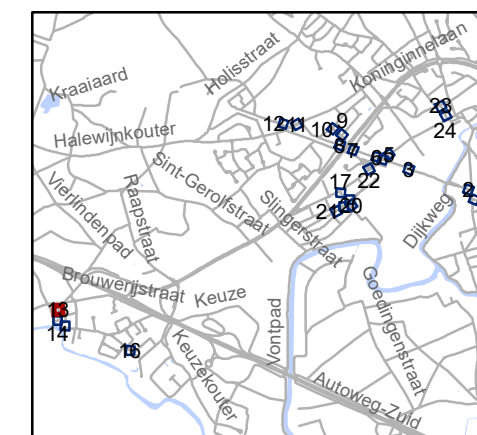 Holisstraat
Koninginnelaan
Kraaiaard
Halewijnkouter
12
11
10
9
23
24
8
7
6
5
3
22
2
17
21
20
Sint-Gerolfstraat
Slingerstraat
Vierlindenpad
Raapstraat
Dijkweg
Brouwerijstraat
Keuze
Vontpad
Goedingenstraat
14
16
Keuzekouter
Autoweg-Zuid